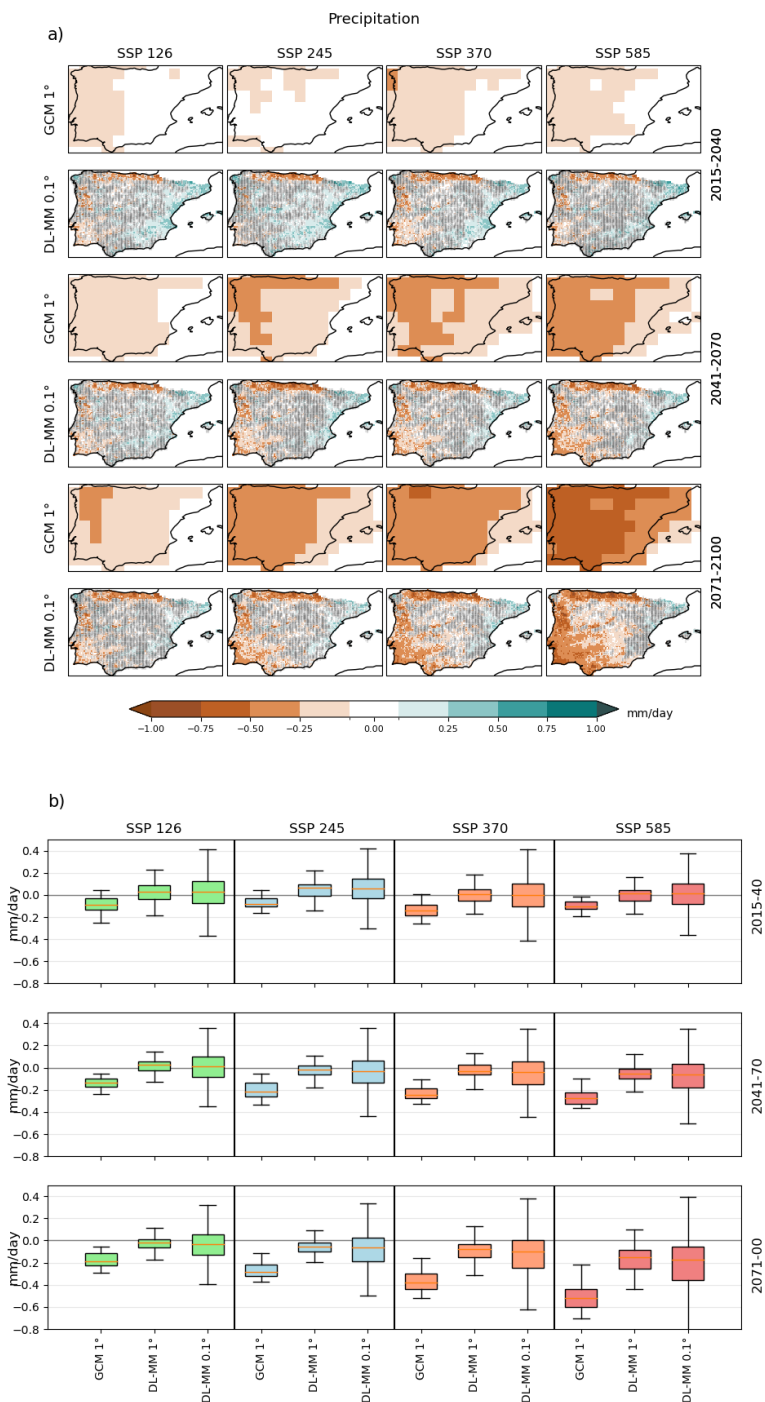 Precipitation
a)
SSP 126 SSP 245 SSP 370 SSP 585
GCM 1°
DL-MM 0.1°
2015-2040
GCM 1°
DL-MM 0.1°
2041-2070
GCM 1°
DL-MM 0.1°
2071-2100
−1.00 −0.75 −0.50 −0.25 0.00 0.25 0.50 0.75 1.00
mm/day
b)
SSP 126 SSP 245 SSP 370 SSP 585
mm/day
0.4
0.2
0.0
−0.2
−0.4
−0.6
−0.8
2015-40
mm/day
0.4
0.2
0.0
−0.2
−0.4
−0.6
−0.8
2041-70
mm/day
0.4
0.2
0.0
−0.2
−0.4
−0.6
−0.8
2071-00
GCM 1° DL-MM 1° DL-MM 0.1° GCM 1° DL-MM 1° DL-MM 0.1° GCM 1° DL-MM 1° DL-MM 0.1° GCM 1° DL-MM 1° DL-MM 0.1°